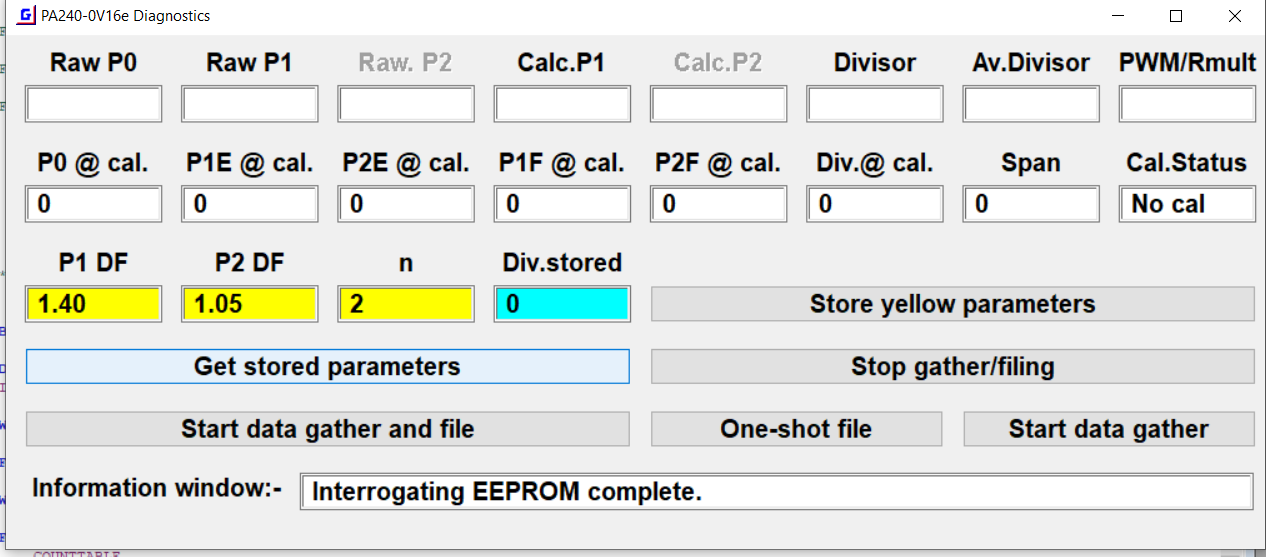 PA240-0V16e Diagnostics
Raw P0 Raw P1 Raw. P2 Calc.P1 Calc.P2 Divisor Av.Divisor PWM/Rmult
P0 @ cal. P1E @ cal. P2E @ cal. P1F @ cal. P2F @ cal. Div.@ cal. Span Cal.Status
0 0 0 0 0 0 0 No cal
P1 DF P2 DF n Div.stored
1.40 1.05 2 0 Store yellow parameters
Get stored parameters Stop gather/filing
Start data gather and file One-shot file Start data gather
Information window:- Interrogating EEPROM complete.